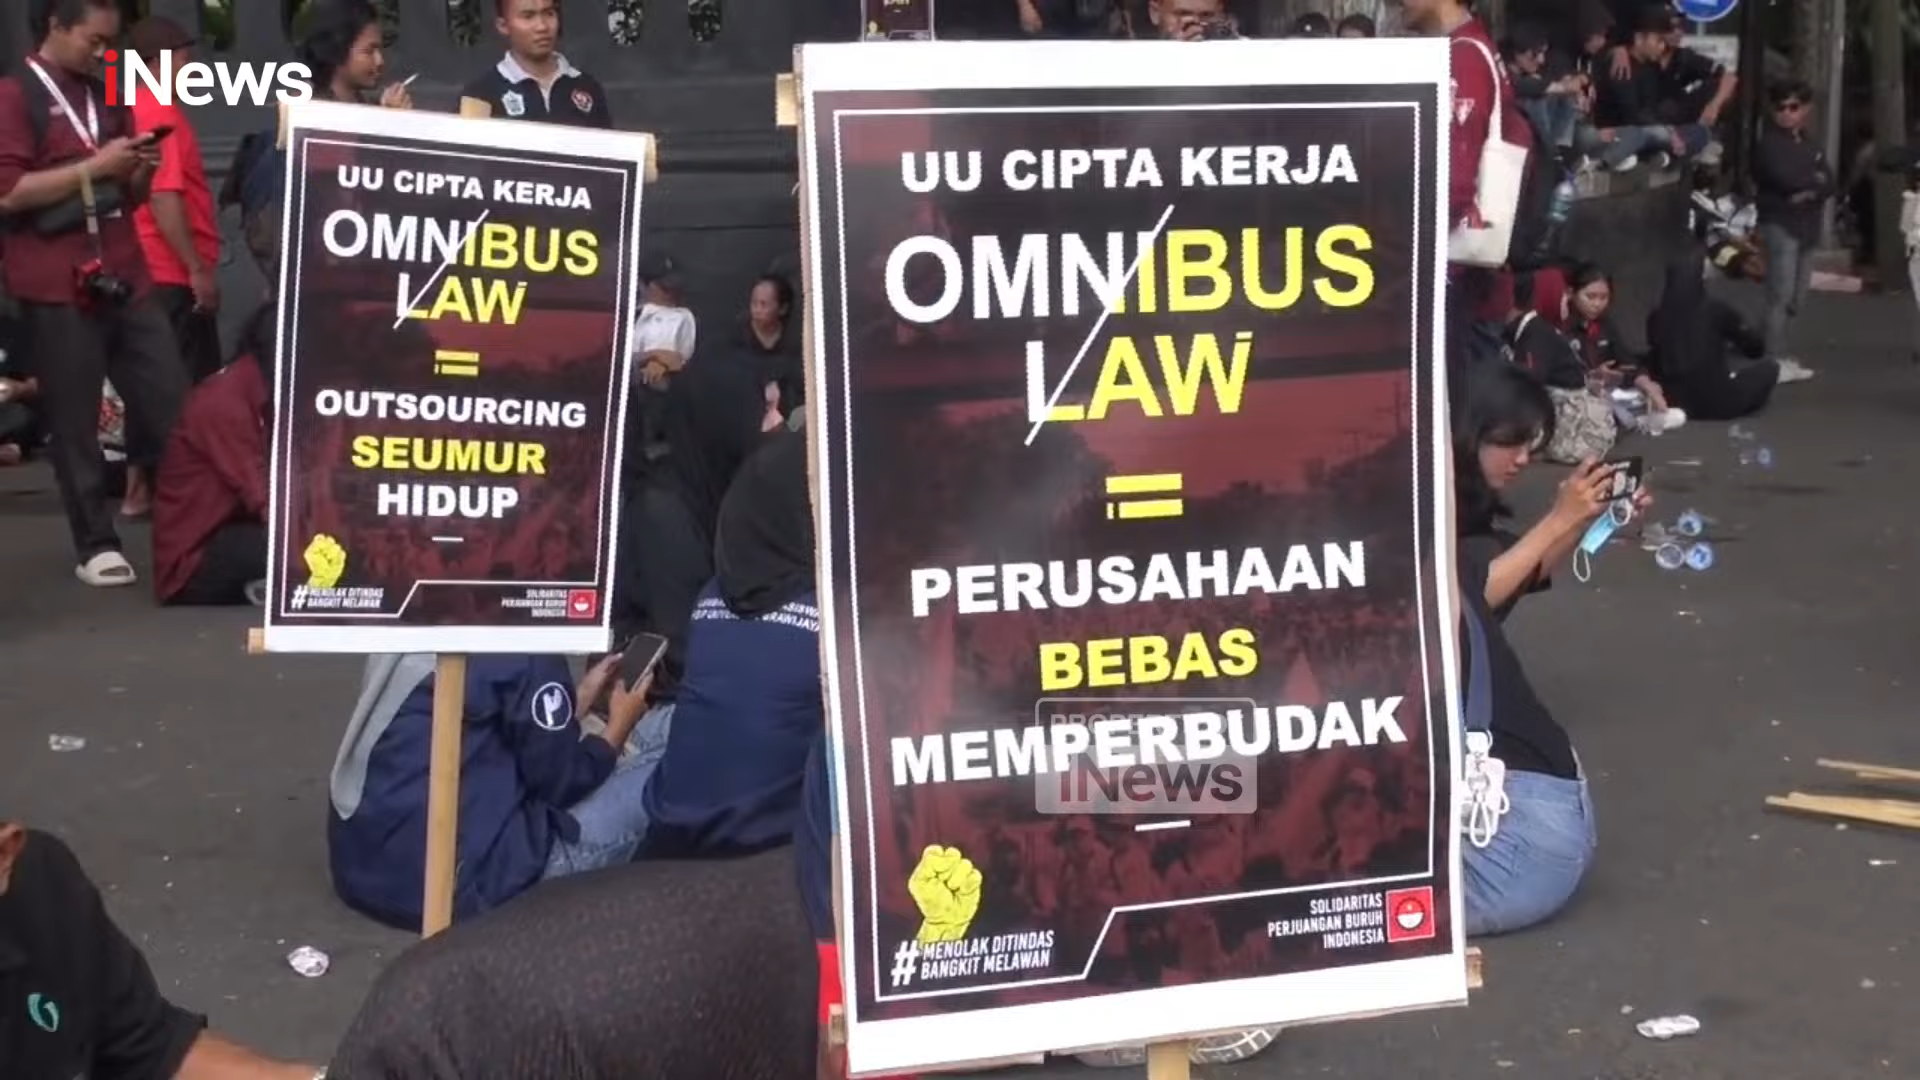 iNews
UU CIPTA KERJA
OMNIBUS
LAW
=
OUTSOURCING
SEUMUR
HIDUP
#MENOLAK DITINDAS
BANGKIT MELAWAN
SOLIDARITAS
PERJUANGAN BURUH
INDONESIA
UU CIPTA KERJA
OMNIBUS
LAW
=
PERUSAHAAN
BEBAS
MEMPERBUDAK
iNews
#MENOLAK DITINDAS
BANGKIT MELAWAN
SOLIDARITAS
PERJUANGAN BURUH
INDONESIA